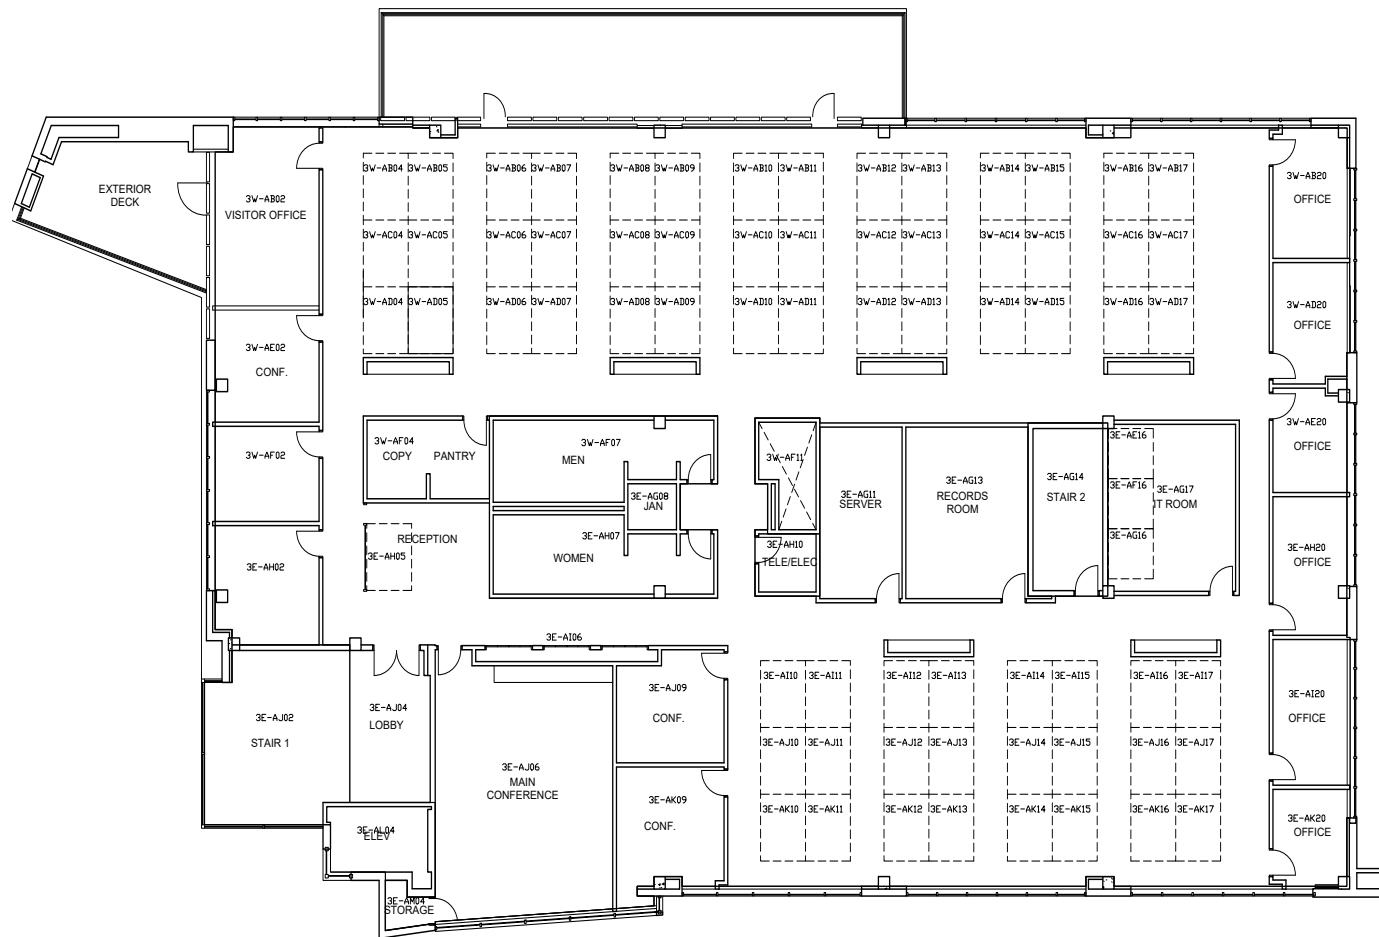 3W-AB04 3W-AB05 3W-AB06 3W-AB07 3W-AB08 3W-AB09 3W-AB10 3W-AB11 3W-AB12 3W-AB13 3W-AB14 3W-AB15 3W-AB16 3W-AB17
3W-AB20
OFFICE
EXTERIOR
DECK
3W-AB02
VISITOR OFFICE
3W-AC04 3W-AC05 3W-AC06 3W-AC07 3W-AC08 3W-AC09 3W-AC10 3W-AC11 3W-AC12 3W-AC13 3W-AC14 3W-AC15 3W-AC16 3W-AC17
3W-AD04 3W-AD05 3W-AD06 3W-AD07 3W-AD08 3W-AD09 3W-AD10 3W-AD11 3W-AD12 3W-AD13 3W-AD14 3W-AD15 3W-AD16 3W-AD17
3W-AD20
OFFICE
3W-AE02
CONF.
3W-AE20
OFFICE
3W-AF02
3W-AF04
COPY PANTRY
3W-AF07
MEN
3W-AF11
3E-AE16
3E-AG08
JAN
3E-AG11
SERVER
3E-AG13
RECORDS
ROOM
3E-AG14
STAIR 2
3E-AF16
3E-AG17
IT ROOM
3E-AG16
3E-AH02
RECEPTION
3E-AH05
3E-AH07
WOMEN
3E-AH10
TELE/ELEC
3E-AH20
OFFICE
3E-AI06
3E-AI10 3E-AI11 3E-AI12 3E-AI13 3E-AI14 3E-AI15 3E-AI16 3E-AI17
3E-AI20
OFFICE
3E-AJ02
STAIR 1
3E-AJ04
LOBBY
3E-AJ09
CONF.
3E-AJ10 3E-AJ11 3E-AJ12 3E-AJ13 3E-AJ14 3E-AJ15 3E-AJ16 3E-AJ17
3E-AJ06
MAIN
CONFERENCE
3E-AK09
CONF.
3E-AK10 3E-AK11 3E-AK12 3E-AK13 3E-AK14 3E-AK15 3E-AK16 3E-AK17
3E-AK20
OFFICE
3E-AL04
ELEV
3E-AM04
STORAGE